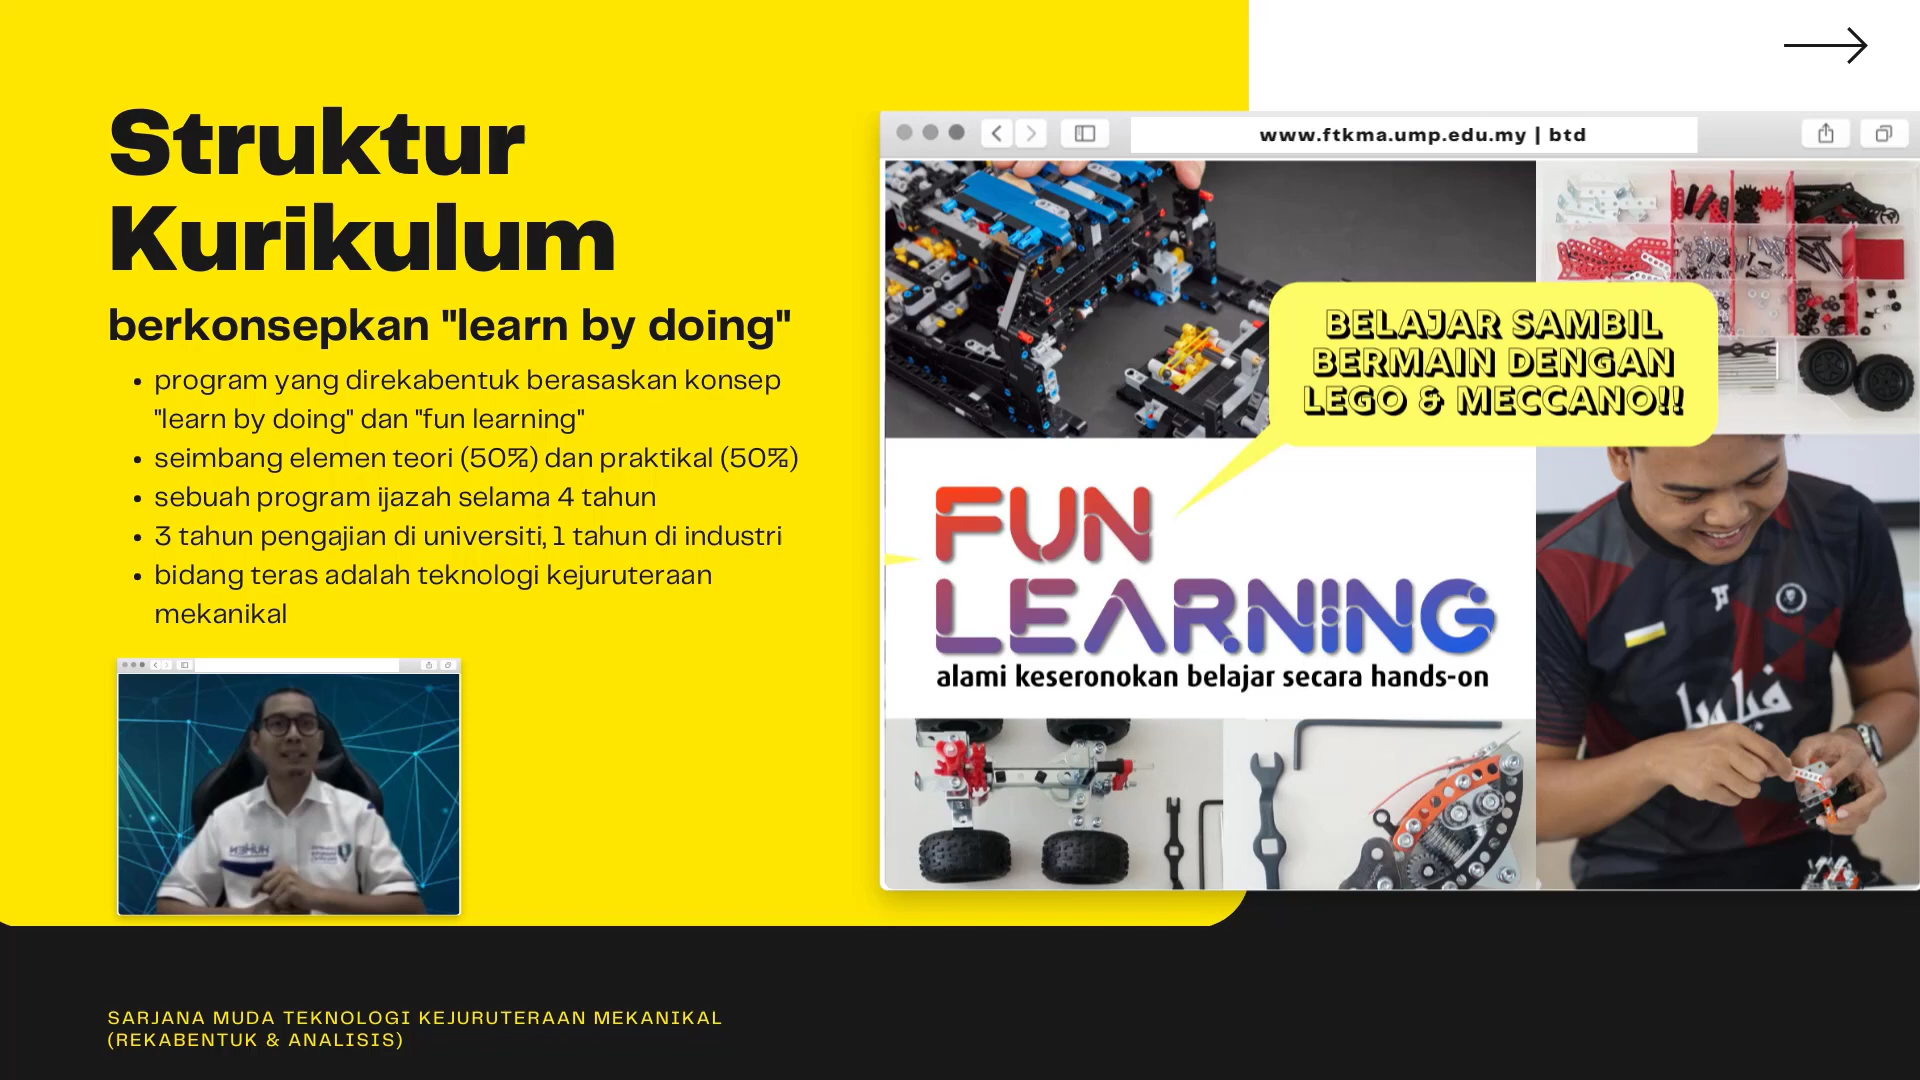 Struktur
Kurikulum
berkonsepkan "learn by doing"
• program yang direkabentuk berasaskan konsep
"learn by doing" dan "fun learning"
• seimbang elemen teori (50%) dan praktikal (50%)
• sebuah program ijazah selama 4 tahun
• 3 tahun pengajian di universiti, 1 tahun di industri
• bidang teras adalah teknologi kejuruteraan
mekanikal
www.ftkma.ump.edu.my | btd
BELAJAR SAMBIL
BERMAIN DENGAN
LEGO & MECCANO!!
FUN
LEARNING
alami keseronokan belajar secara hands-on
SARJANA MUDA TEKNOLOGI KEJURUTERAAN MEKANIKAL
(REKABENTUK & ANALISIS)